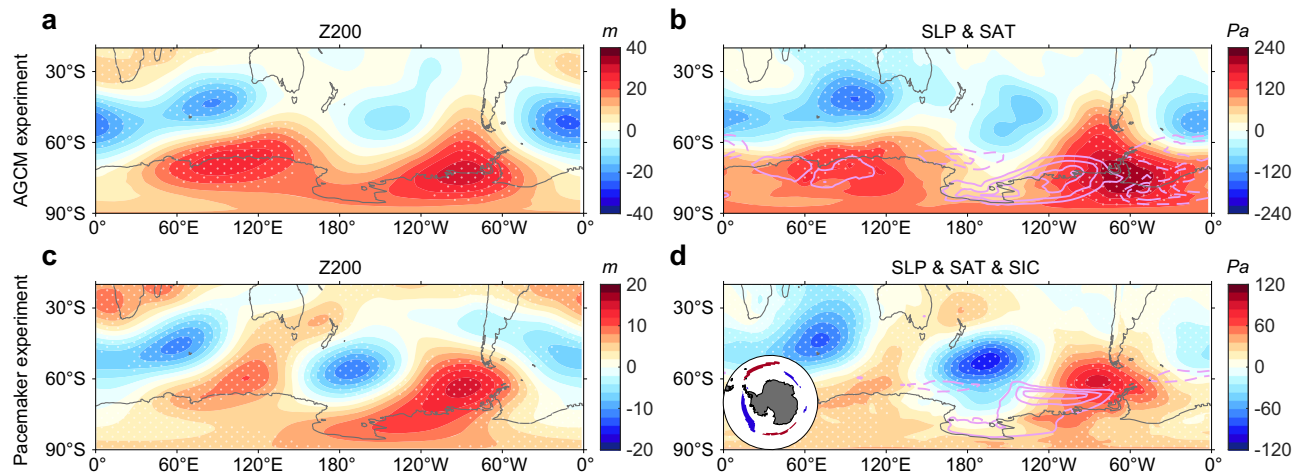 a
Z200
m
b
SLP & SAT
Pa
AGCM experiment
30°S
60°S
90°S
0°
60°E
120°E
180°
120°W
60°W
0°
40
20
0
-20
-40
30°S
60°S
90°S
0°
60°E
120°E
180°
120°W
60°W
0°
240
120
0
-120
-240
c
Z200
m
d
SLP & SAT & SIC
Pa
Pacemaker experiment
30°S
60°S
90°S
0°
60°E
120°E
180°
120°W
60°W
0°
20
10
0
-10
-20
30°S
60°S
90°S
0°
60°E
120°E
180°
120°W
60°W
0°
120
60
0
-60
-120